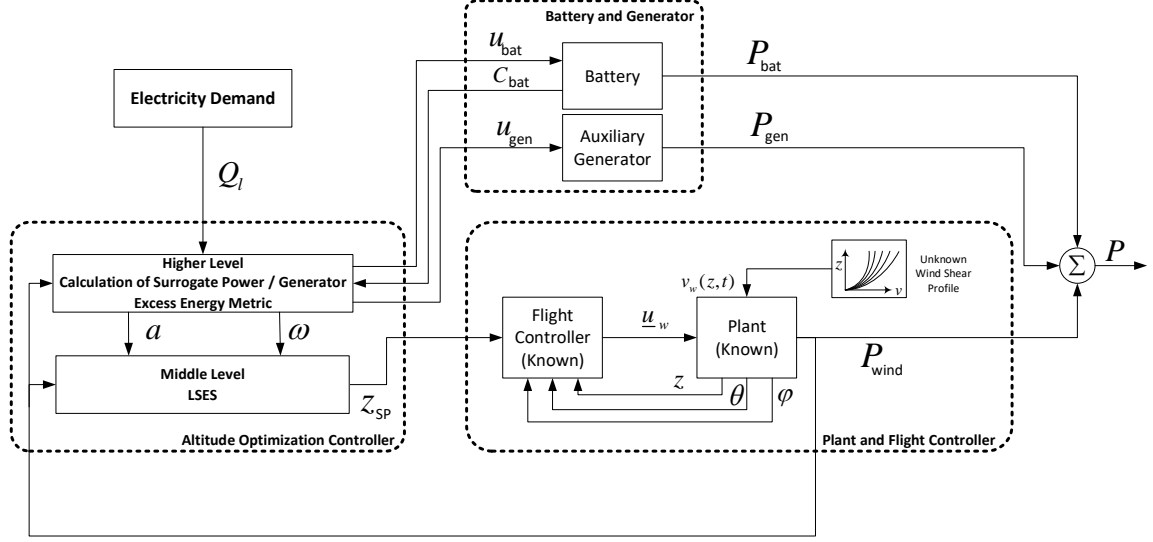 Battery and Generator
u_bat
C_bat
Battery
P_bat
Electricity Demand
u_gen
Auxiliary
Generator
P_gen
Q_l
Higher Level
Calculation of Surrogate Power / Generator
Excess Energy Metric
a
ω
Middle Level
LSES
z_SP
Altitude Optimization Controller
Flight
Controller
(Known)
u_w
v_w(z,t)
z
v
Unknown
Wind Shear
Profile
Plant
(Known)
z
θ
φ
P_wind
Plant and Flight Controller
Σ
P